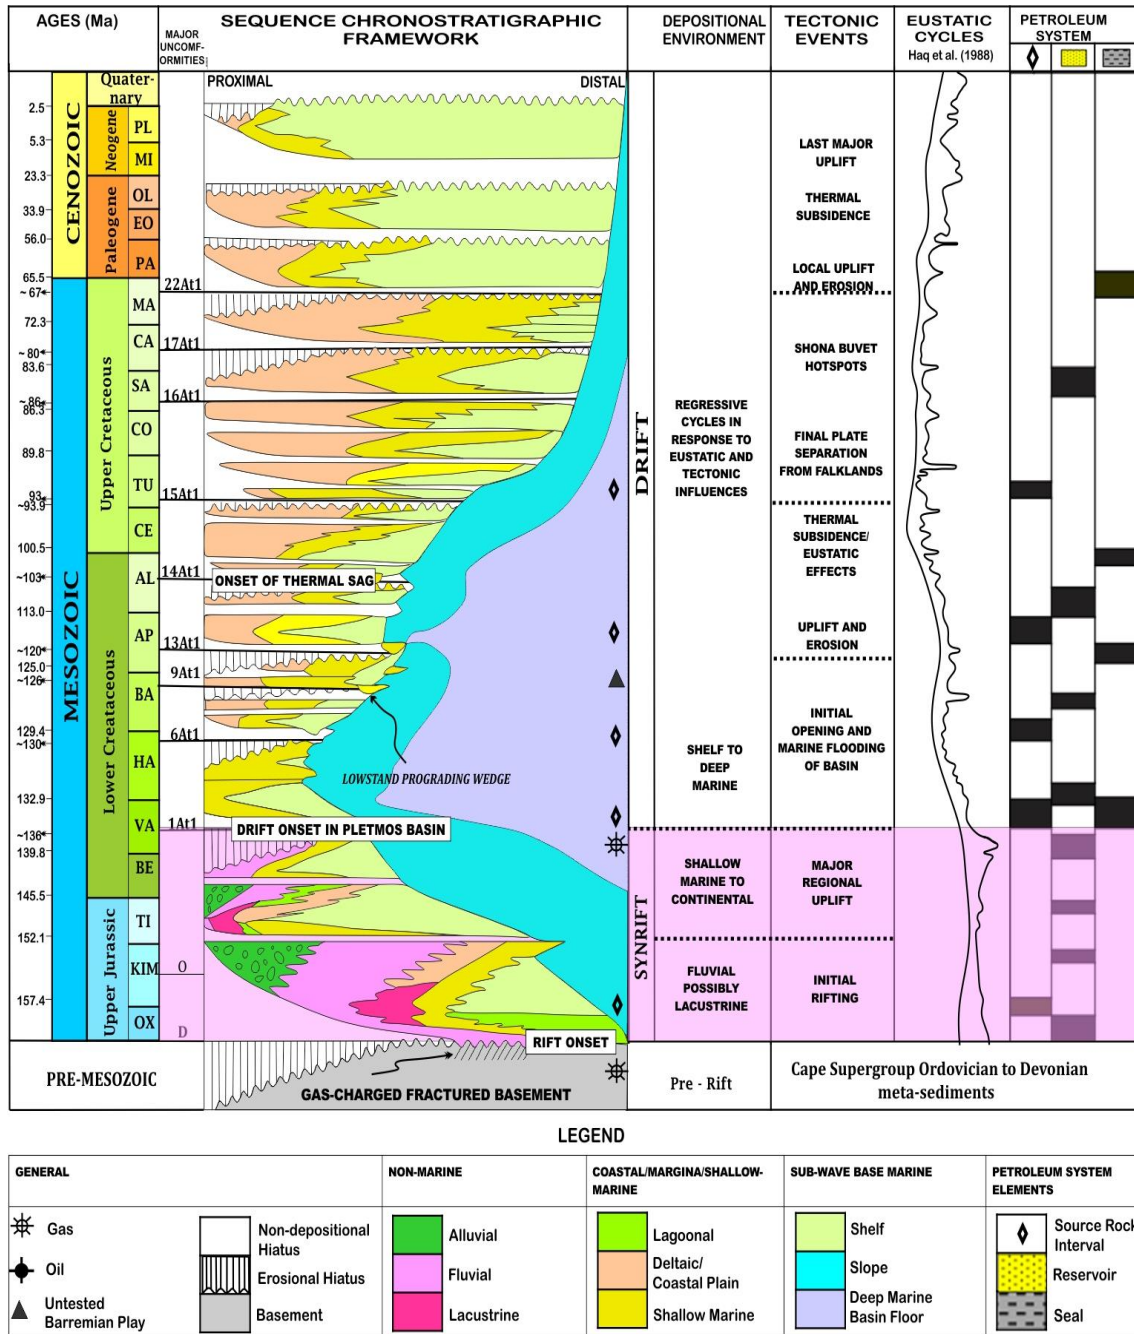 AGES (Ma)
MAJOR
UNCOMF-
ORMITIES
SEQUENCE CHRONOSTRATIGRAPHIC
FRAMEWORK
DEPOSITIONAL
ENVIRONMENT
TECTONIC
EVENTS
EUSTATIC
CYCLES
Haq et al. (1988)
PETROLEUM
SYSTEM
PROXIMAL
DISTAL
CENOZOIC
MESOZOIC
PRE-MESOZOIC
Quater-
nary
Neogene
Paleogene
Upper Cretaceous
Lower Creataceous
Upper Jurassic
PL
MI
OL
EO
PA
MA
CA
SA
CO
TU
CE
AL
AP
BA
HA
VA
BE
TI
KIM
OX
2.5
5.3
23.3
33.9
56.0
65.5
~67
72.3
~80
83.6
~86
86.3
89.8
93
~93.9
100.5
~103
113.0
~120
125.0
~126
129.4
~130
132.9
~136
139.8
145.5
152.1
157.4
22At1
17At1
16At1
15At1
14At1
13At1
9At1
6At1
1At1
O
D
ONSET OF THERMAL SAG
LOWSTAND PROGRADING WEDGE
DRIFT ONSET IN PLETMOS BASIN
RIFT ONSET
GAS-CHARGED FRACTURED BASEMENT
DRIFT
SYNRIFT
REGRESSIVE
CYCLES IN
RESPONSE TO
EUSTATIC AND
TECTONIC
INFLUENCES
SHELF TO
DEEP
MARINE
SHALLOW
MARINE TO
CONTINENTAL
FLUVIAL
POSSIBLY
LACUSTRINE
Pre - Rift
LAST MAJOR
UPLIFT
THERMAL
SUBSIDENCE
LOCAL UPLIFT
AND EROSION
SHONA BUVET
HOTSPOTS
FINAL PLATE
SEPARATION
FROM FALKLANDS
THERMAL
SUBSIDENCE/
EUSTATIC
EFFECTS
UPLIFT AND
EROSION
INITIAL
OPENING AND
MARINE FLOODING
OF BASIN
MAJOR
REGIONAL
UPLIFT
INITIAL
RIFTING
Cape Supergroup Ordovician to Devonian
meta-sediments
LEGEND
GENERAL
Gas
Oil
Untested
Barremian Play
Non-depositional
Hiatus
Erosional Hiatus
Basement
NON-MARINE
Alluvial
Fluvial
Lacustrine
COASTAL/MARGINA/SHALLOW-
MARINE
Lagoonal
Deltaic/
Coastal Plain
Shallow Marine
SUB-WAVE BASE MARINE
Shelf
Slope
Deep Marine
Basin Floor
PETROLEUM SYSTEM
ELEMENTS
Source Rock
Interval
Reservoir
Seal